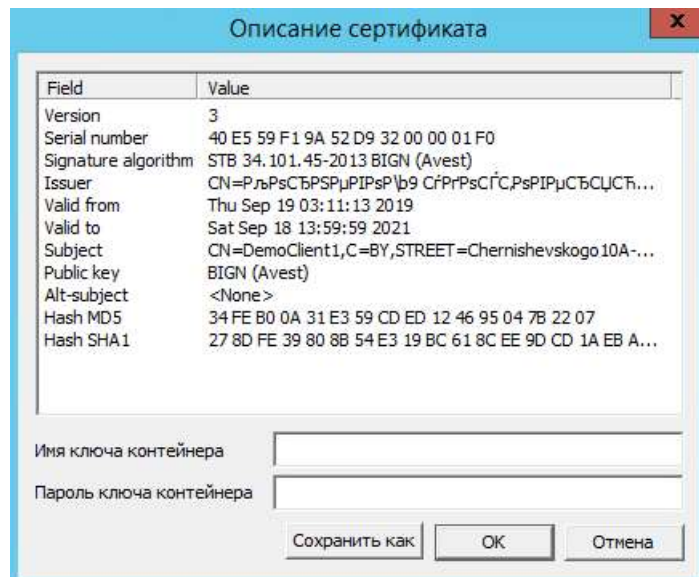 Описание сертификата
x
Field Value
Version 3
Serial number 40 E5 59 F1 9A 52 D9 32 00 00 01 F0
Signature algorithm STB 34.101.45-2013 BIGN (Avest)
Issuer
Valid from Thu Sep 19 03:11:13 2019
Valid to Sat Sep 18 13:59:59 2021
Subject CN=DemoClient1,C=BY,STREET=Chernishevskogo10A-...
Public key BIGN (Avest)
Alt-subject <None>
Hash MD5 34 FE B0 0A 31 E3 59 CD ED 12 46 95 04 7B 22 07
Hash SHA1 27 8D FE 39 80 8B 54 E3 19 BC 61 8C EE 9D CD 1A EB A...
Имя ключа контейнера
Пароль ключа контейнера
Сохранить как OK Отмена